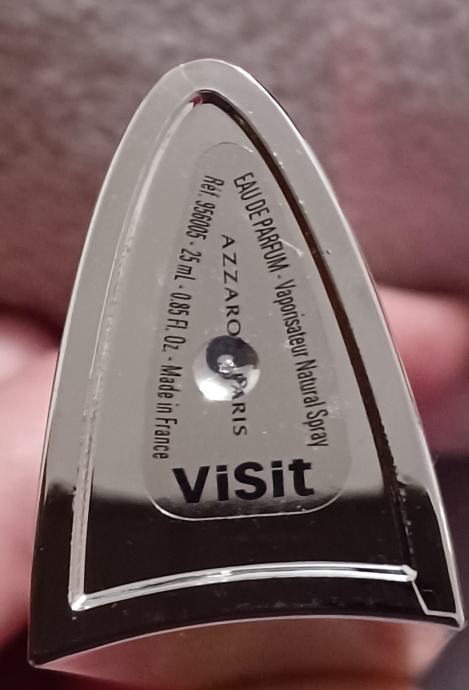 EAU DE PARFUM - Vaporisateur Natural Spray
AZZARO PARIS
Réf. 956005 - 25 ml - 0.85 Fl. Oz. - Made in France
ViSit